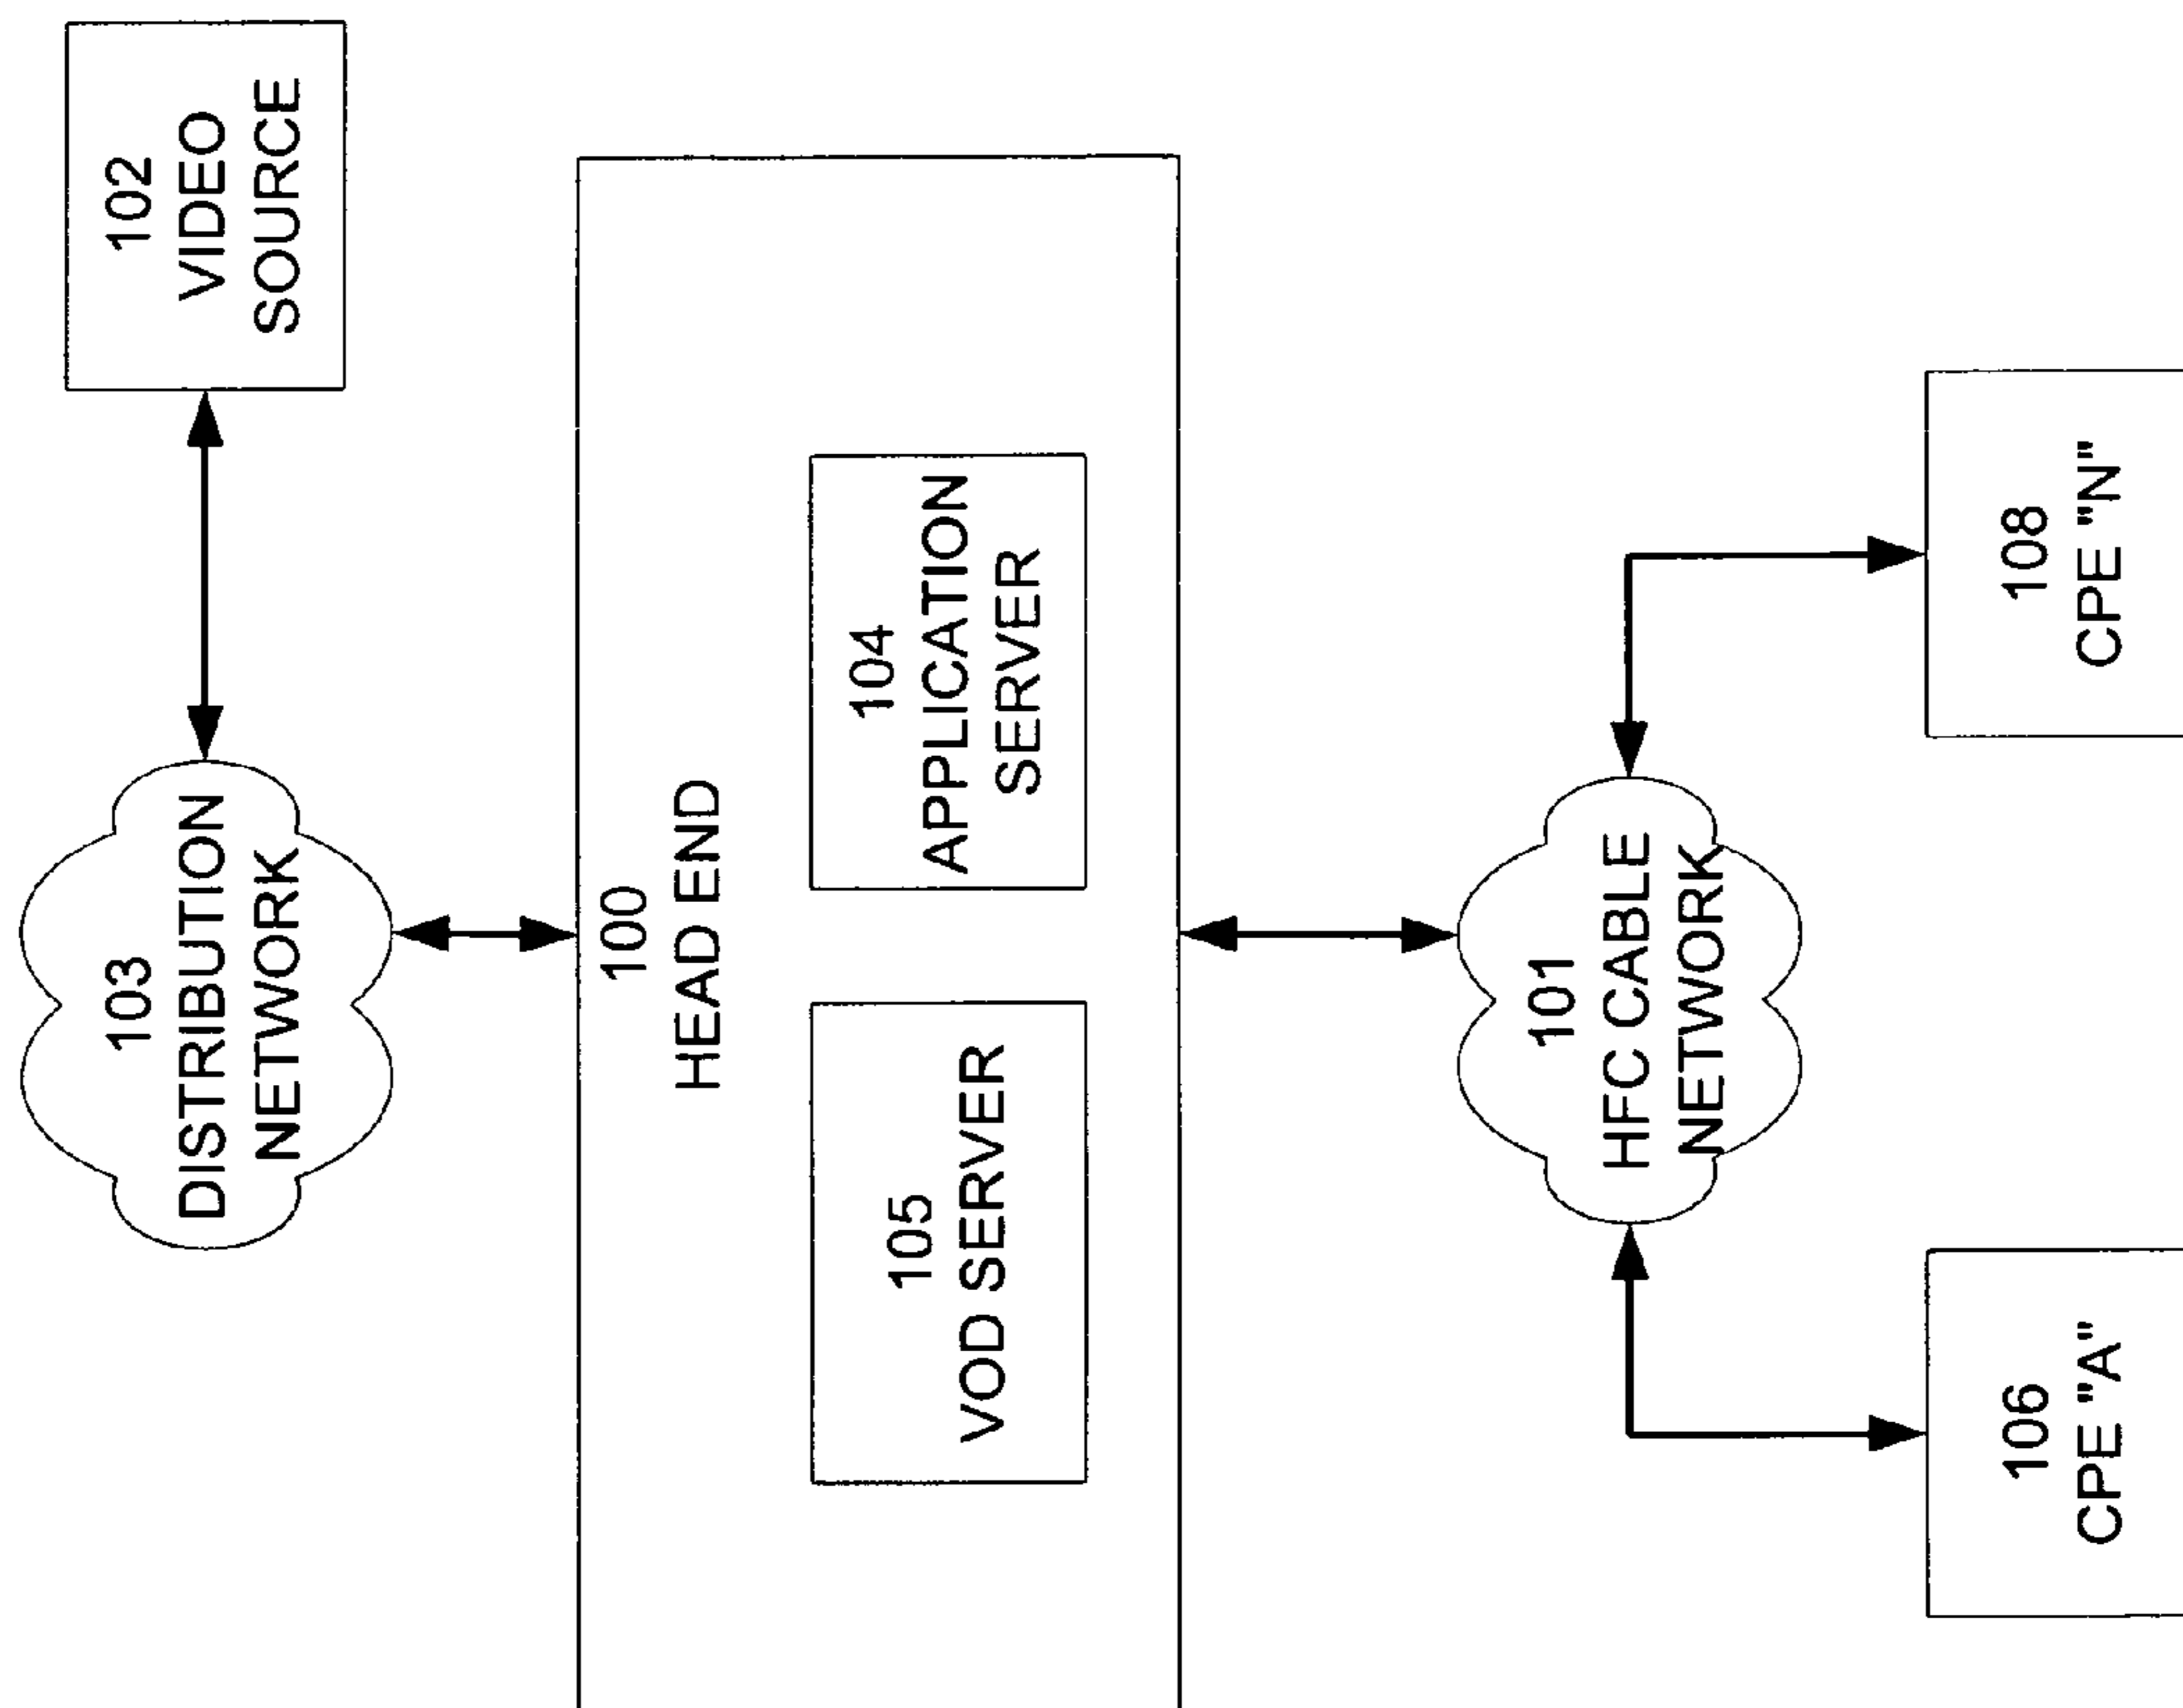 102
VIDEO
SOURCE
103
DISTRIBUTION
NETWORK
100
HEAD END
105
VOD SERVER
104
APPLICATION
SERVER
101
HFC CABLE
NETWORK
106
CPE "A"
108
CPE "N"